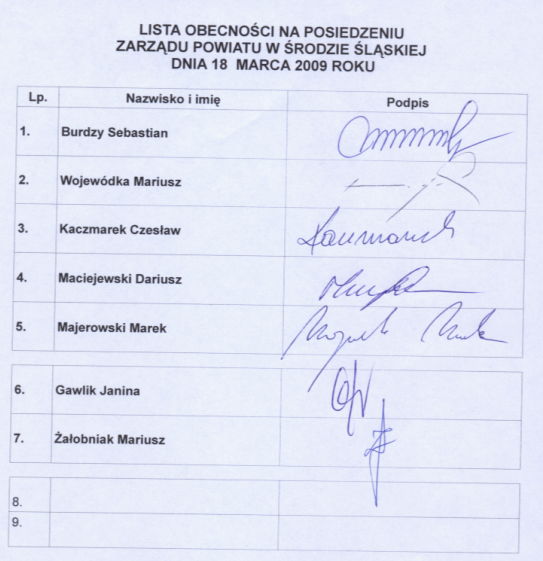 LISTA OBECNOŚCI NA POSIEDZENIU
ZARZĄDU POWIATU W ŚRODZIE ŚLĄSKIEJ
DNIA 18 MARCA 2009 ROKU
Lp. Nazwisko i imię Podpis
1. Burdzy Sebastian
2. Wojewódka Mariusz
3. Kaczmarek Czesław
4. Maciejewski Dariusz
5. Majerowski Marek
6. Gawlik Janina
7. Żałobniak Mariusz
8.
9.